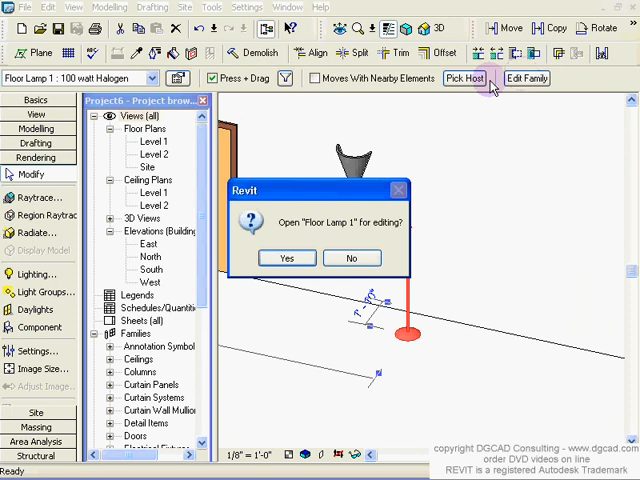 File Edit View Modelling Drafting Site Tools Settings Window Help
3D Move Copy Rotate
Plane Demolish Align Split Trim Offset
Floor Lamp 1 : 100 watt Halogen Press + Drag Moves With Nearby Elements Pick Host Edit Family
Basics
View
Modelling
Drafting
Rendering
Modify
Raytrace...
Region Raytrac
Radiate...
Display Model
Lighting...
Light Groups...
Daylights
Component
Settings...
Image Size...
Adjust Image.
Site
Massing
Area Analysis
Structural
Project6 - Project brow...
Views (all)
Floor Plans
Level 1
Level 2
Site
Ceiling Plans
Level 1
Level 2
3D Views
Elevations (Building
East
North
South
West
Legends
Schedules/Quantitie
Sheets (all)
Families
Annotation Symbol
Ceilings
Columns
Curtain Panels
Curtain Systems
Curtain Wall Mullion
Detail Items
Doors
Electrical Fixtures
Revit
Open "Floor Lamp 1" for editing?
Yes No
1/8" = 1'-0"
Ready
copyright DGCAD Consulting - www.dgcad.com
order DVD videos on line
REVIT is a registered Autodesk Trademark